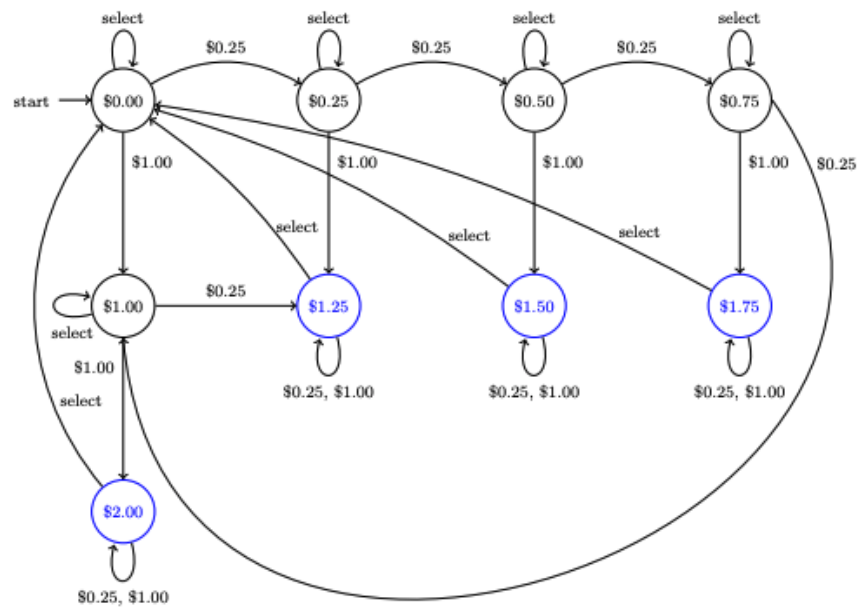 select select select select
$0.25 $0.25 $0.25
start $0.00 $0.25 $0.50 $0.75
$1.00 $1.00 $1.00 $1.00 $0.25
select select select
$0.25
$1.00 $1.25 $1.50 $1.75
select
$1.00
$0.25, $1.00 $0.25, $1.00 $0.25, $1.00
select
$2.00
$0.25, $1.00